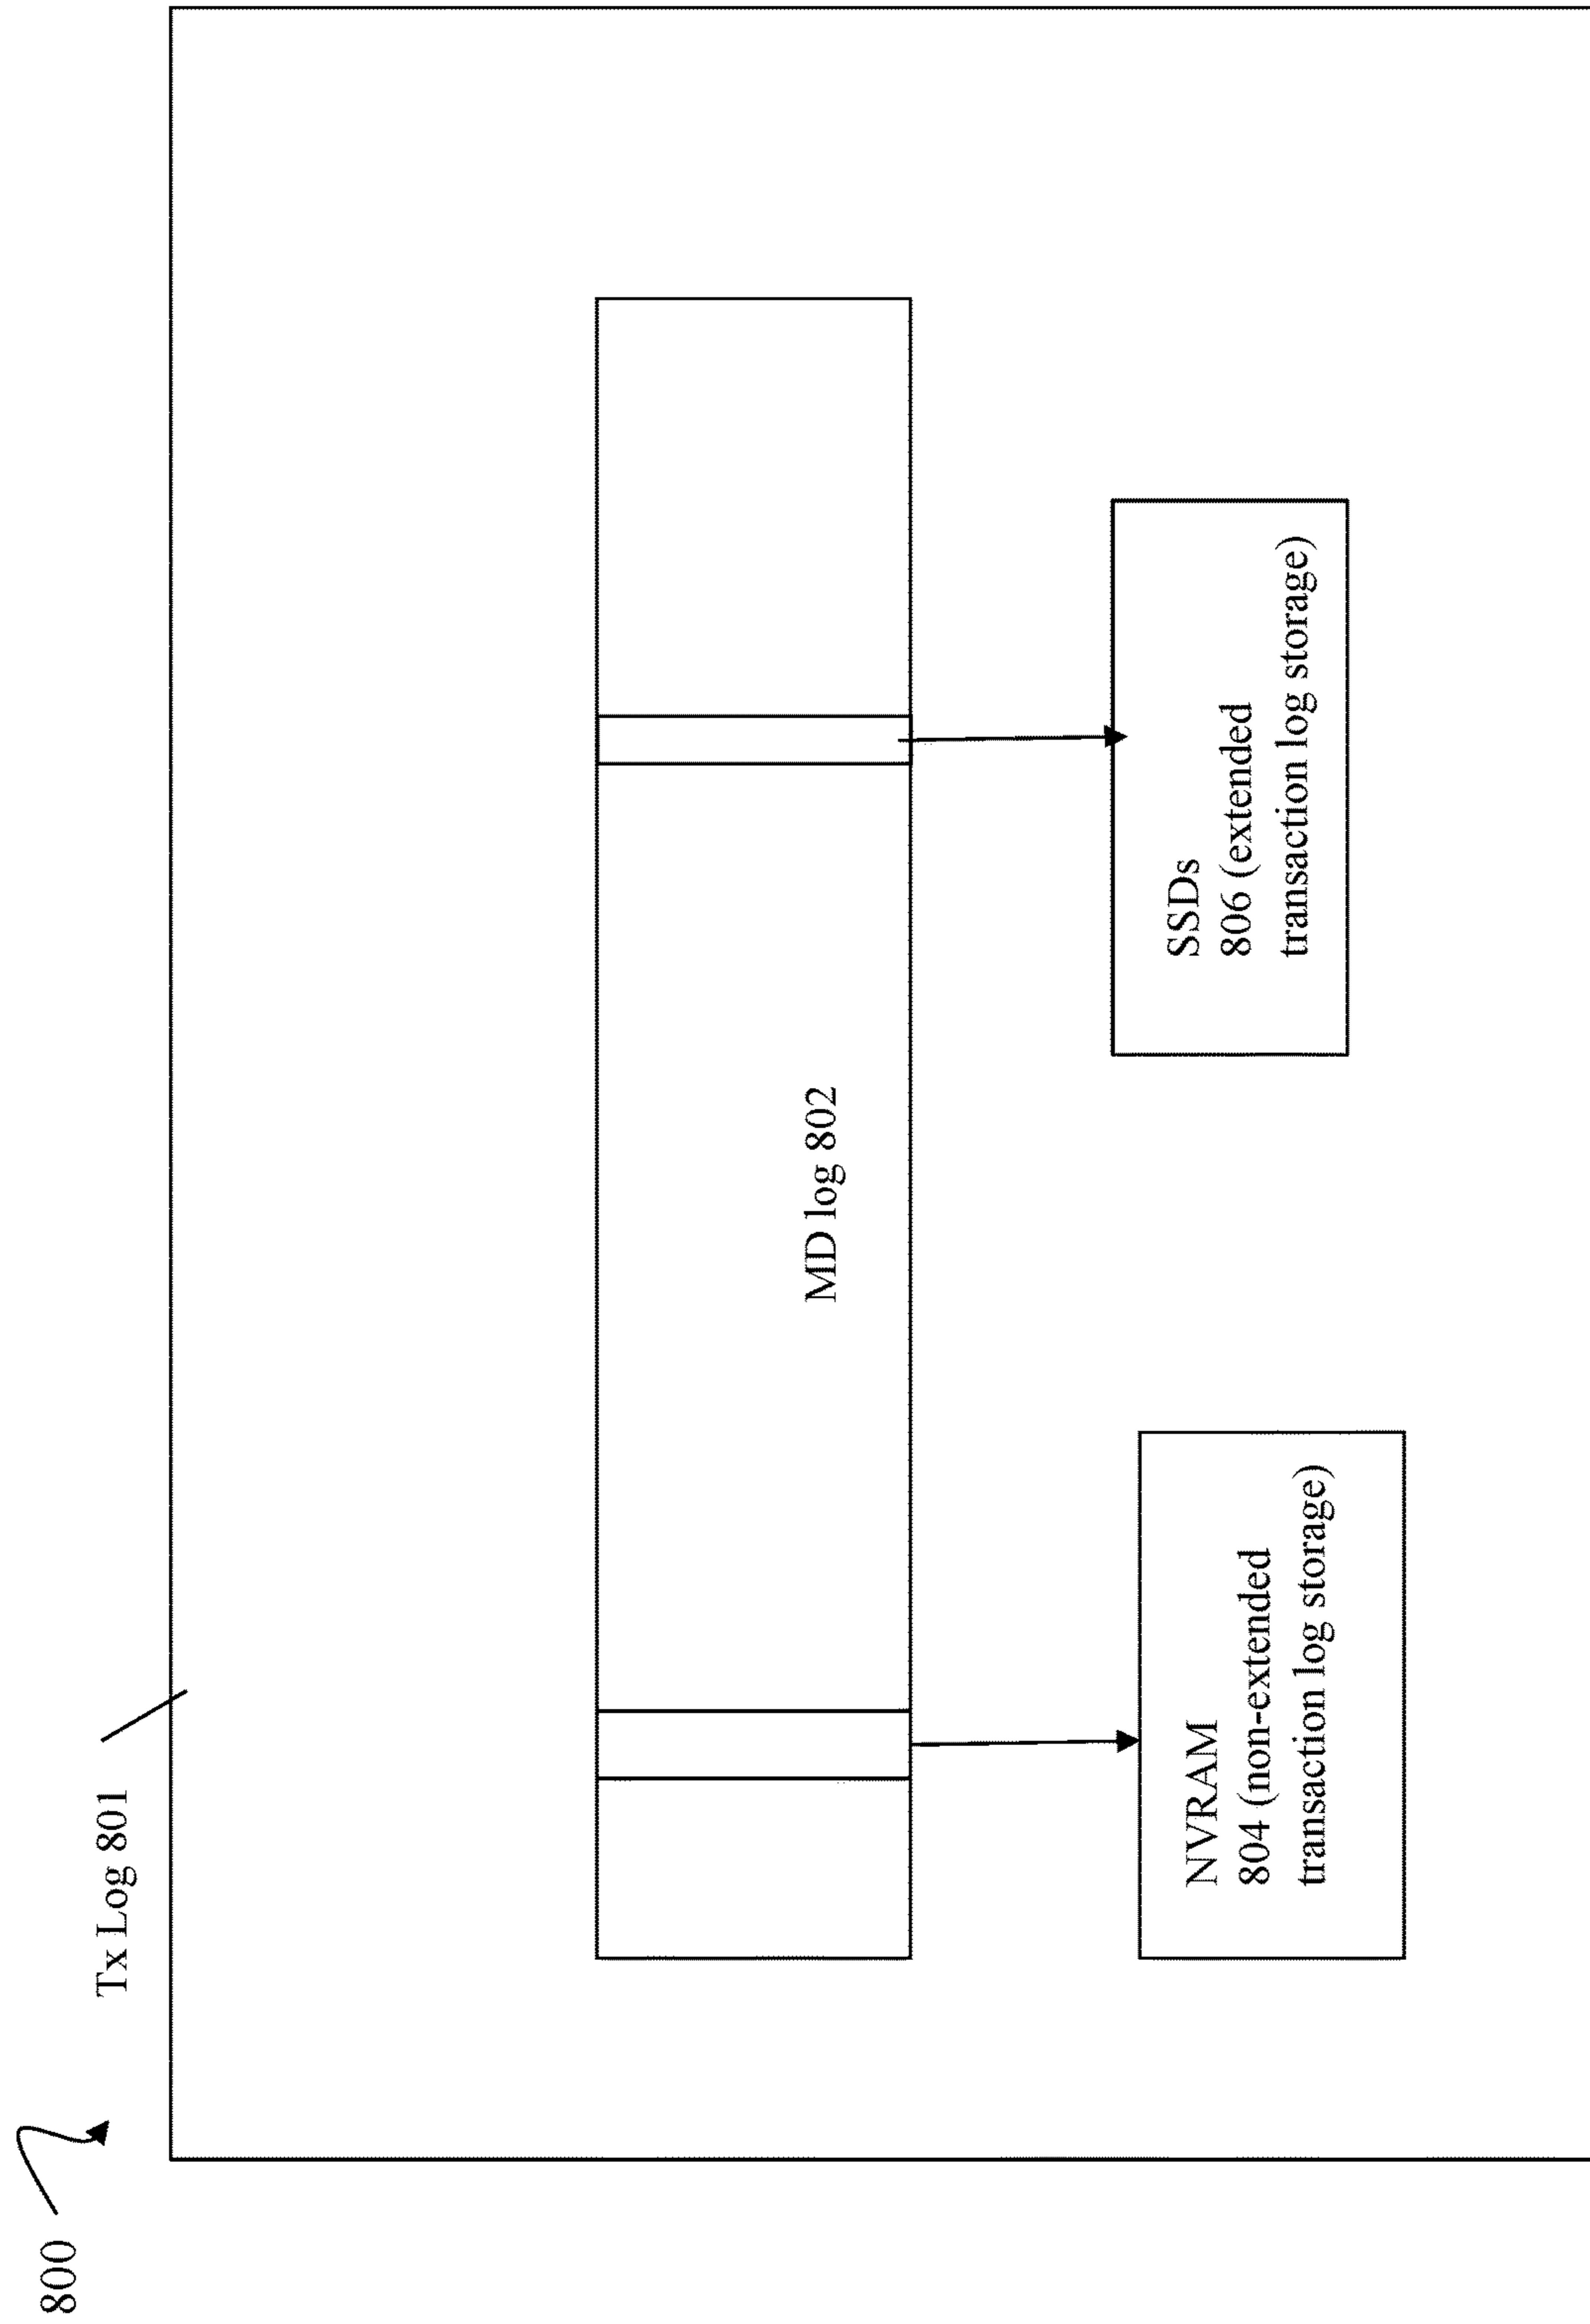 800
Tx Log 801
MD log 802
NVRAM
804 (non-extended
transaction log storage)
SSDs
806 (extended
transaction log storage)